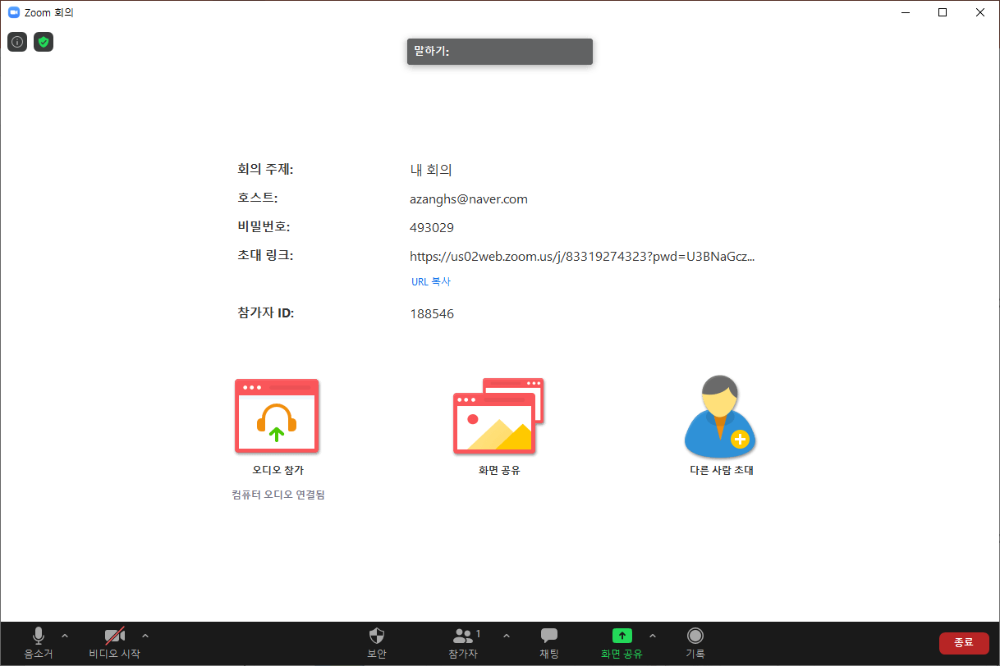 Zoom 회의
말하기:
회의 주제: 내 회의
호스트: azanghs@naver.com
비밀번호: 493029
초대 링크: https://us02web.zoom.us/j/83319274323?pwd=U3BNaGcz...
URL 복사
참가자 ID: 188546
오디오 참가 화면 공유 다른 사람 초대
컴퓨터 오디오 연결됨
1
음소거 비디오 시작 보안 참가자 채팅 화면 공유 기록 종료